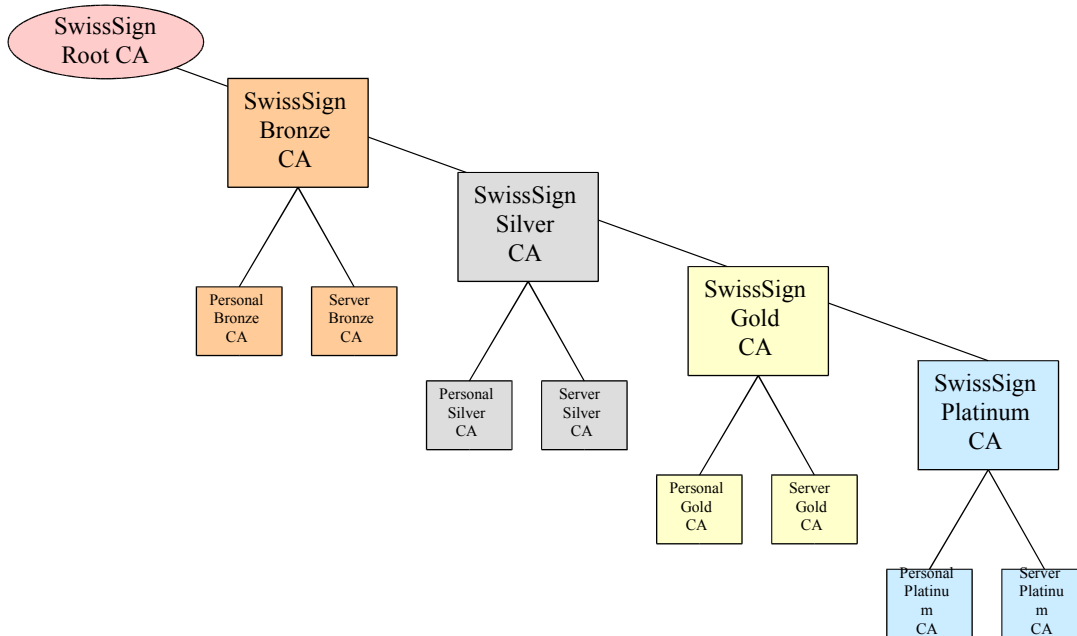 SwissSign
Root CA
SwissSign
Bronze
CA
SwissSign
Silver
CA
Personal
Bronze
CA
Server
Bronze
CA
SwissSign
Gold
CA
Personal
Silver
CA
Server
Silver
CA
SwissSign
Platinum
CA
Personal
Gold
CA
Server
Gold
CA
Personal
Platinu
m
CA
Server
Platinu
m
CA